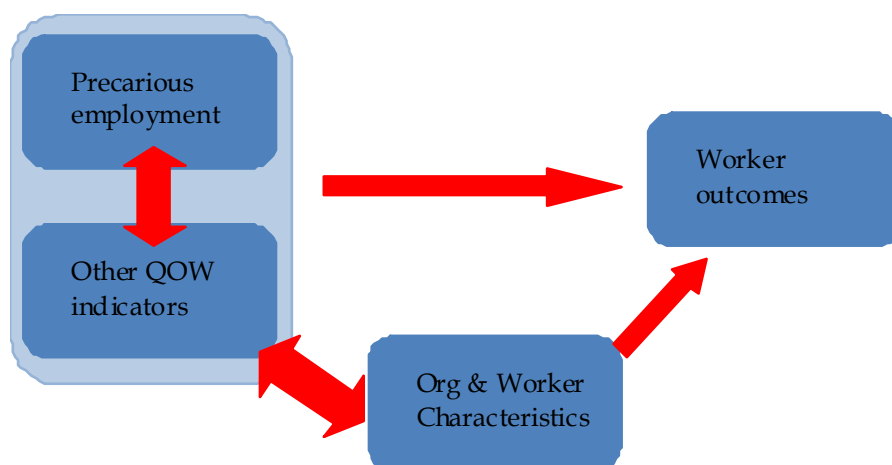 Precarious
employment
Other QOW
indicators
Worker
outcomes
Org & Worker
Characteristics